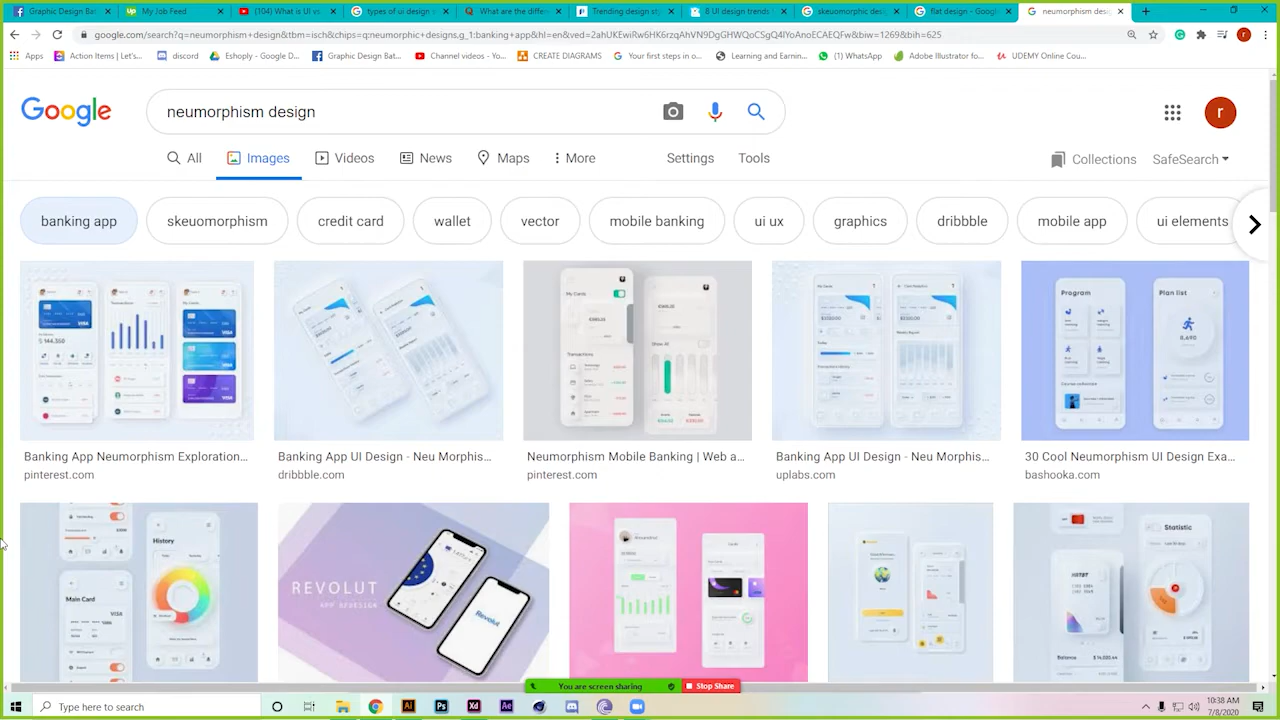 Graphic Design Bat
My Job Feed
(104) What is UI vs
types of ui design
What are the differ
Trending design st
8 UI design trends
skeuomorphic des
flat design - Google
neumorphism desi
google.com/search?q=neumorphism+design&tbm=isch&chips=q:neumorphic+designs,g_1:banking+app&hl=en&ved=2ahUKEwiRw6HK6rzqAhVN9DgGHWQoCSgQ4lYoAnoECAEQFw&biw=1269&bih=625
Apps
Action Items | Let's...
discord
Eshoply - Google D...
Graphic Design Bat...
Channel videos - Yo...
CREATE DIAGRAMS
Your first steps in o...
Learning and Earnin...
(1) WhatsApp
Adobe Illustrator fo...
UDEMY Online Cou...
Google
neumorphism design
r
All
Images
Videos
News
Maps
More
Settings
Tools
Collections
SafeSearch
banking app
skeuomorphism
credit card
wallet
vector
mobile banking
ui ux
graphics
dribbble
mobile app
ui elements
Program
Plan list
Banking App Neumorphism Exploration...
pinterest.com
Banking App UI Design - Neu Morphis...
dribbble.com
Neumorphism Mobile Banking | Web a...
pinterest.com
Banking App UI Design - Neu Morphis...
uplabs.com
30 Cool Neumorphism UI Design Exa...
bashooka.com
History
Main Card
VISA
REVOLUT
Revolut
Statistic
Balance
You are screen sharing
Stop Share
Type here to search
10:38 AM
7/8/2020